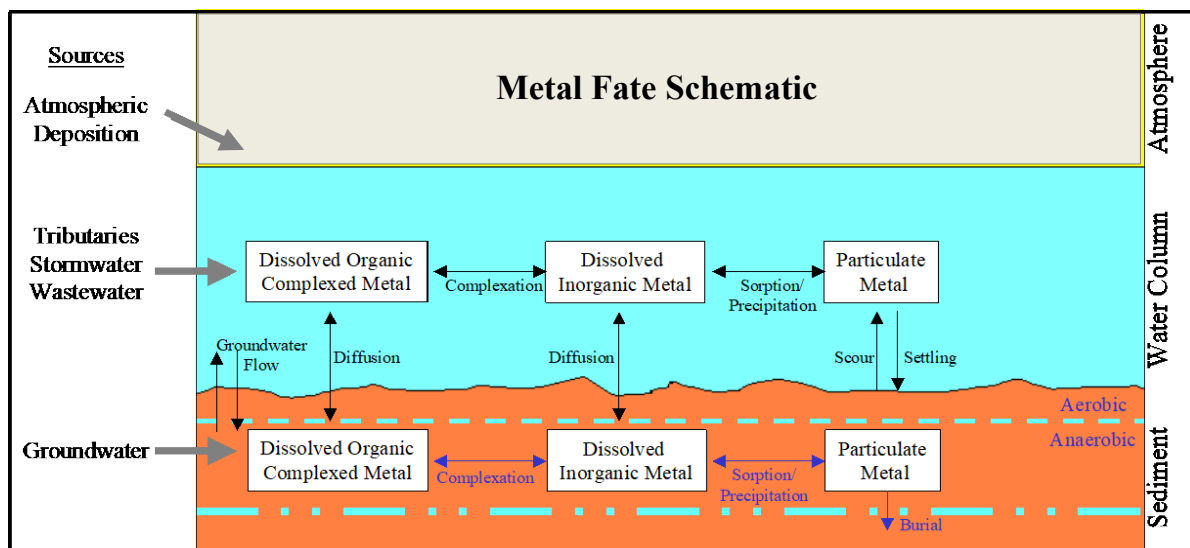 Sources
Atmospheric
Deposition
Metal Fate Schematic
Atmosphere
Tributaries
Stormwater
Wastewater
Dissolved Organic
Complexed Metal
Complexation
Dissolved
Inorganic Metal
Sorption/
Precipitation
Particulate
Metal
Water Column
Groundwater
Flow
Diffusion
Diffusion
Scour
Settling
Aerobic
Anaerobic
Groundwater
Dissolved Organic
Complexed Metal
Complexation
Dissolved
Inorganic Metal
Sorption/
Precipitation
Particulate
Metal
Sediment
Burial